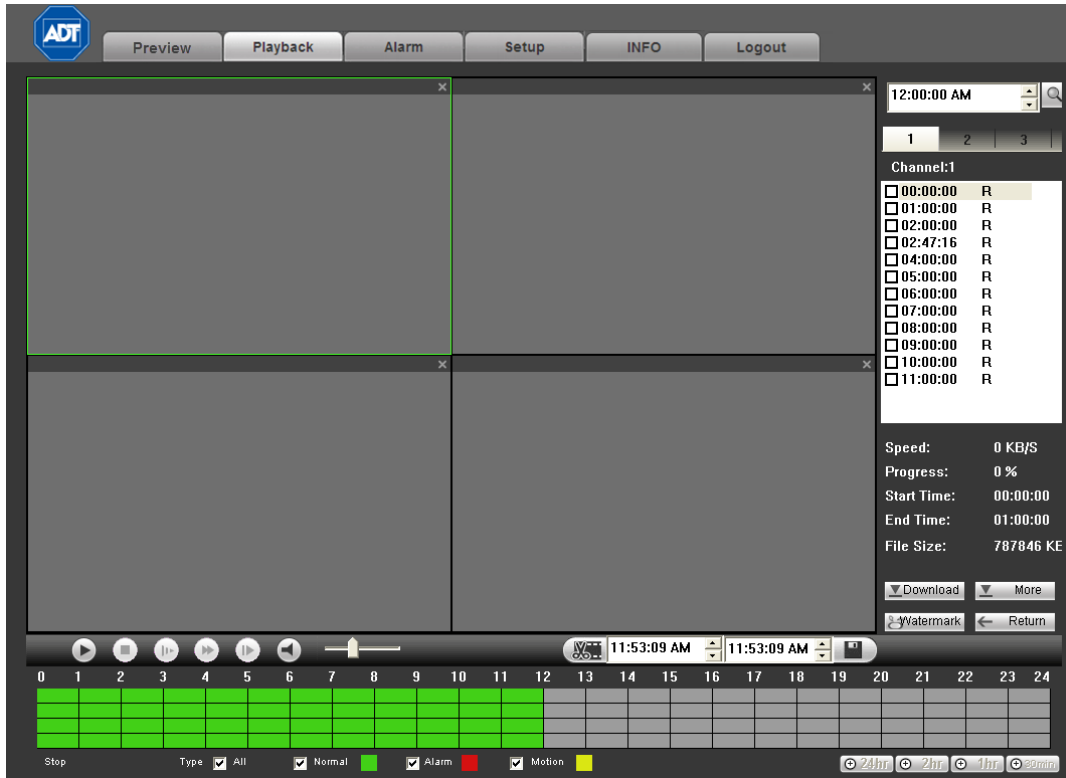 ADT
Preview Playback Alarm Setup INFO Logout
12:00:00 AM
1 2 3
Channel:1
00:00:00 R
01:00:00 R
02:00:00 R
02:47:16 R
04:00:00 R
05:00:00 R
06:00:00 R
07:00:00 R
08:00:00 R
09:00:00 R
10:00:00 R
11:00:00 R
Speed: 0 KB/S
Progress: 0 %
Start Time: 00:00:00
End Time: 01:00:00
File Size: 787846 KE
Download More
Watermark Return
11:53:09 AM 11:53:09 AM
0 1 2 3 4 5 6 7 8 9 10 11 12 13 14 15 16 17 18 19 20 21 22 23 24
Stop Type All Normal Alarm Motion 24hr 2hr 1hr 30min